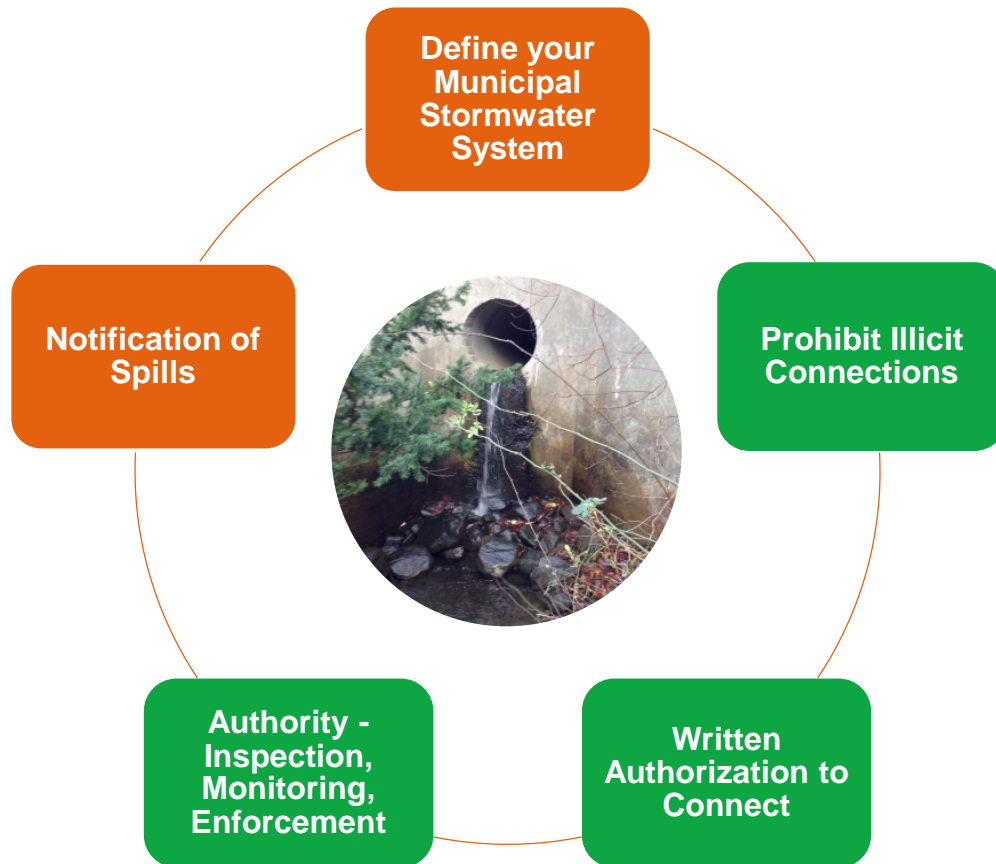 Define your
Municipal
Stormwater
System
Prohibit Illicit
Connections
Written
Authorization to
Connect
Authority -
Inspection,
Monitoring,
Enforcement
Notification of
Spills